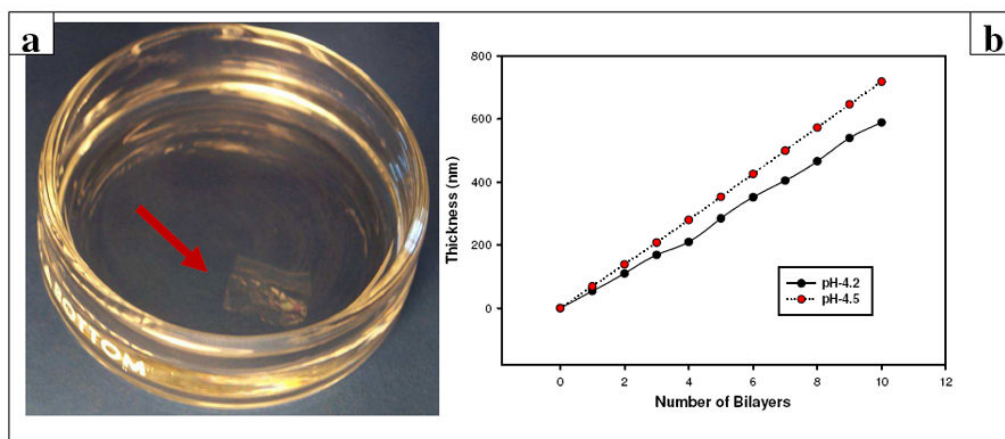 a
b
BOTTOM
800
600
400
200
0
Thickness (nm)
pH-4.2
pH-4.5
0 2 4 6 8 10 12
Number of Bilayers